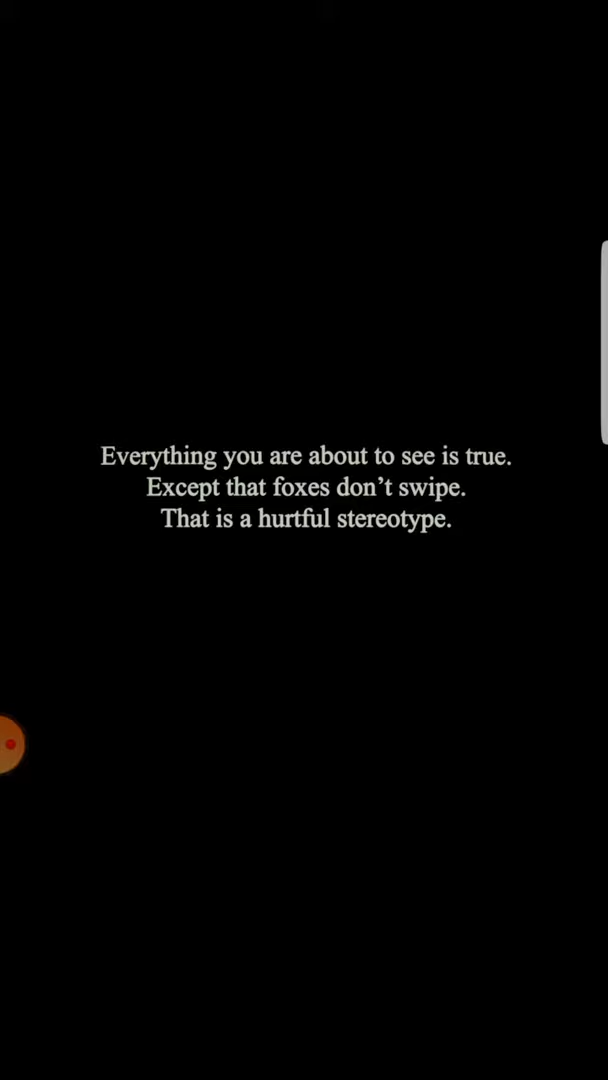 Everything you are about to see is true.
Except that foxes don’t swipe.
That is a hurtful stereotype.